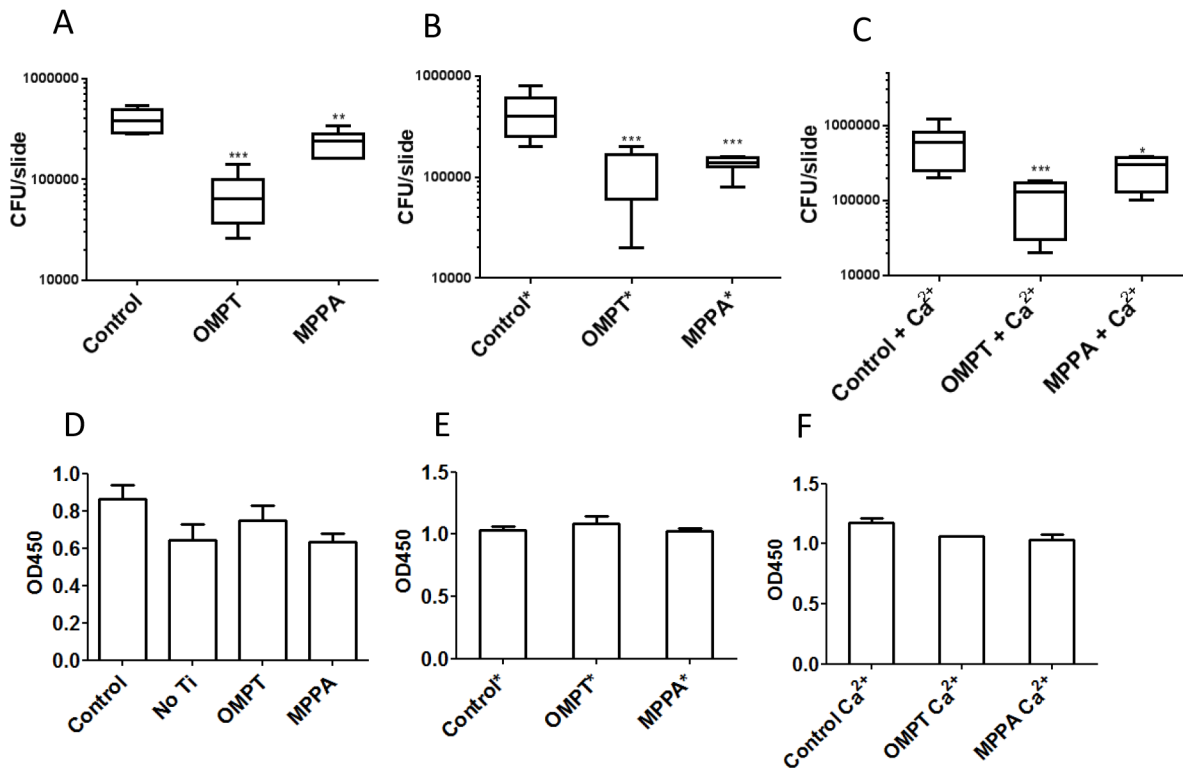 A
CFU/slide
1000000
100000
10000
***
**
Control
OMPT
MPPA
B
CFU/slide
1000000
100000
10000
***
***
Control*
OMPT*
MPPA*
C
CFU/slide
1000000
100000
10000
***
*
Control + Ca²⁺
OMPT + Ca²⁺
MPPA + Ca²⁺
D
OD450
1.0
0.8
0.6
0.4
0.2
0.0
Control
No Ti
OMPT
MPPA
E
OD450
1.5
1.0
0.5
0.0
Control*
OMPT*
MPPA*
F
OD450
1.5
1.0
0.5
0.0
Control Ca²⁺
OMPT Ca²⁺
MPPA Ca²⁺